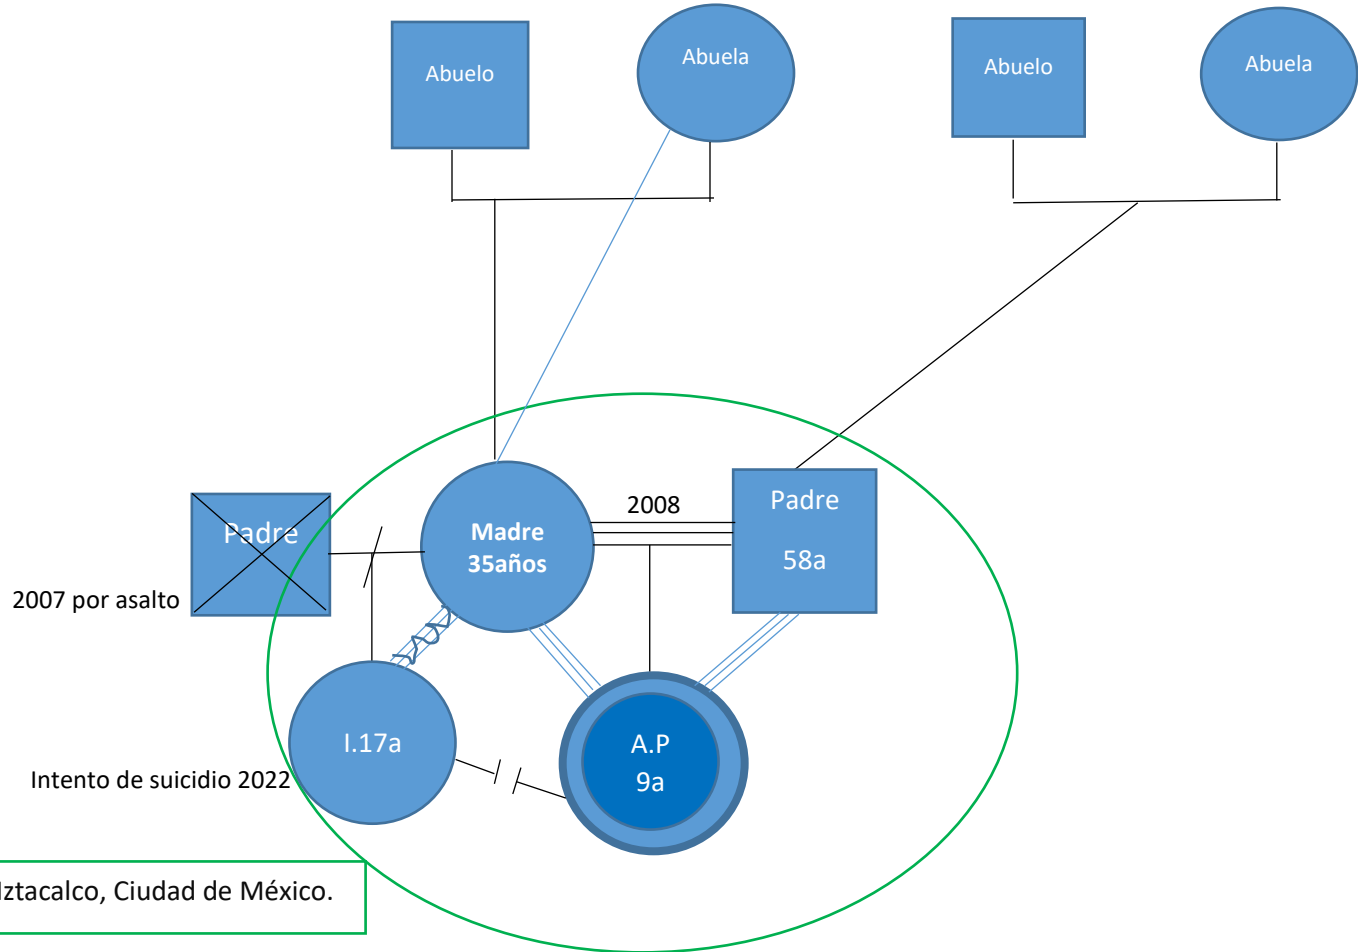 Abuelo
Abuela
Abuelo
Abuela
2008
Padre
Madre
35años
Padre
58a
2007 por asalto
I.17a
A.P
9a
Intento de suicidio 2022
Iztacalco, Ciudad de México.